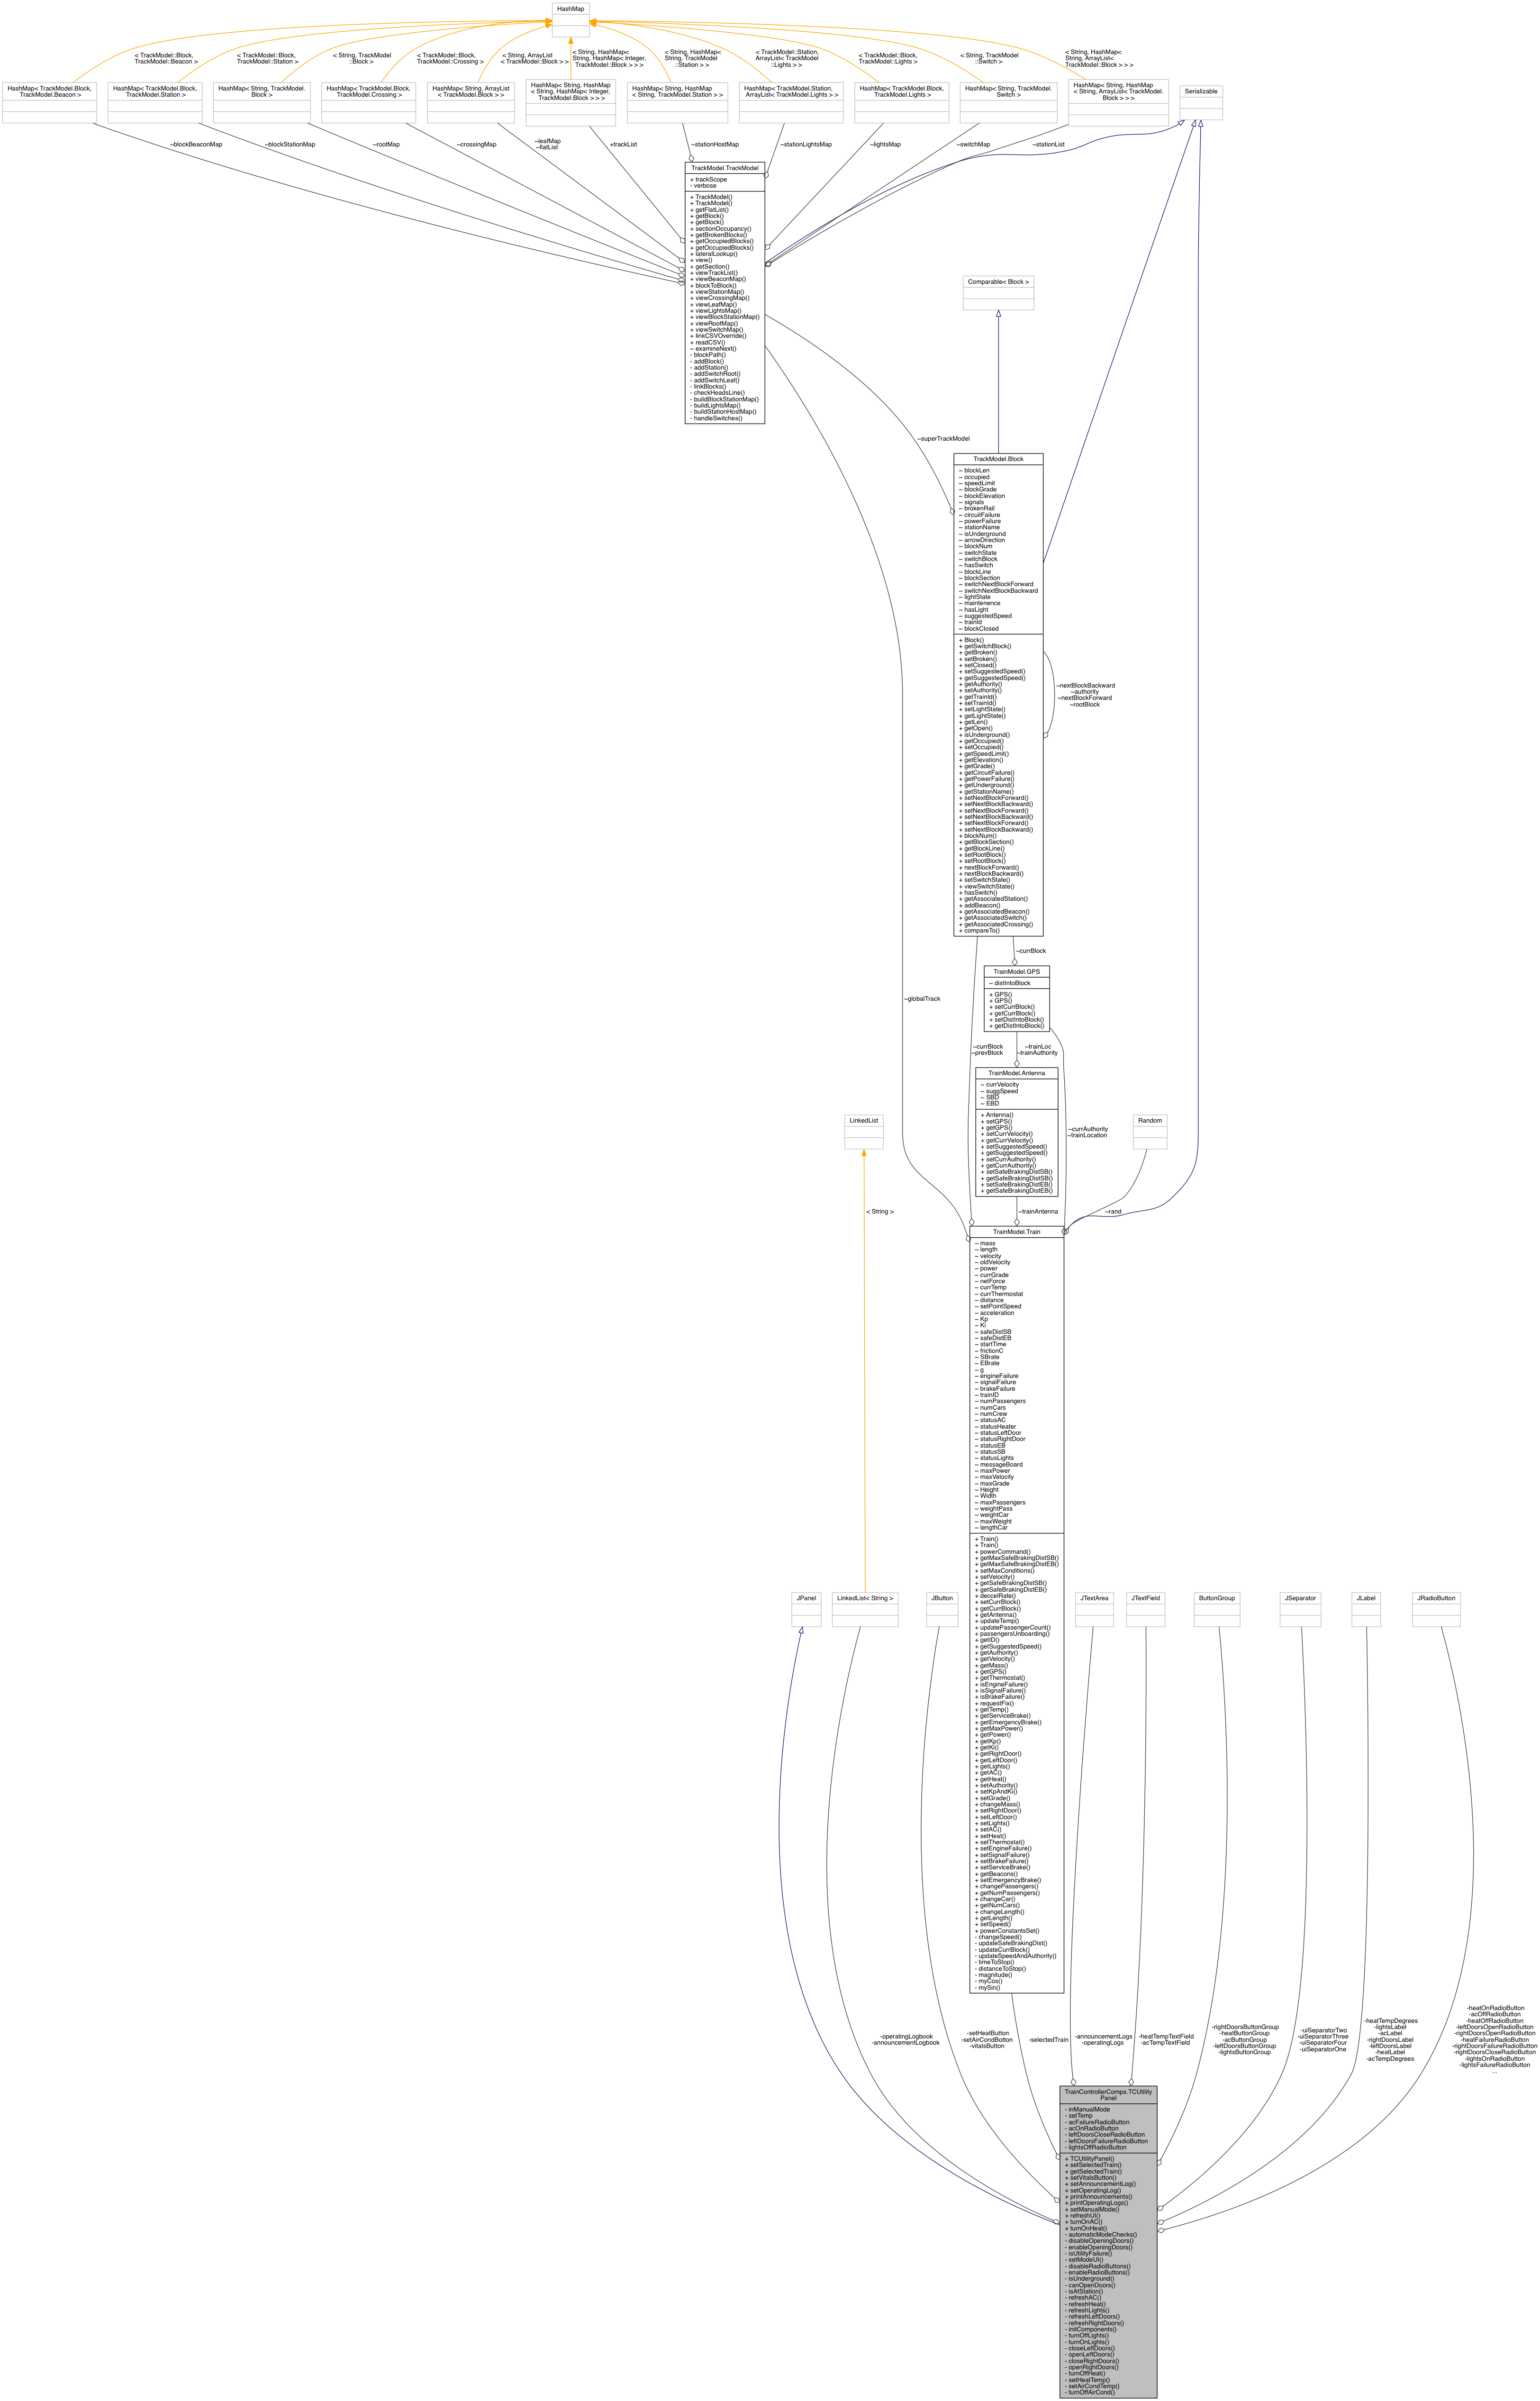 HashMap
< TrackModel::Block,
TrackModel::Beacon >
< TrackModel::Block,
TrackModel::Station >
< String, TrackModel
::Block >
< TrackModel::Block,
TrackModel::Crossing >
< String, ArrayList
< TrackModel::Block > >
< String, HashMap<
String, HashMap< Integer,
TrackModel::Block > > >
< String, HashMap<
String, TrackModel
::Station > >
< TrackModel::Station,
ArrayList< TrackModel
::Lights > >
< TrackModel::Block,
TrackModel::Lights >
< String, TrackModel
::Switch >
< String, HashMap<
String, ArrayList<
TrackModel::Block > > >
HashMap< TrackModel.Block,
TrackModel.Beacon >
HashMap< TrackModel.Block,
TrackModel.Station >
HashMap< String, TrackModel.
Block >
HashMap< TrackModel.Block,
TrackModel.Crossing >
HashMap< String, ArrayList
< TrackModel.Block > >
HashMap< String, HashMap
< String, HashMap< Integer,
TrackModel.Block > > >
HashMap< String, HashMap
< String, TrackModel.Station > >
HashMap< TrackModel.Station,
ArrayList< TrackModel.Lights > >
HashMap< TrackModel.Block,
TrackModel.Lights >
HashMap< String, TrackModel.
Switch >
HashMap< String, HashMap
< String, ArrayList< TrackModel.
Block > > >
Serializable
~blockBeaconMap
~blockStationMap
~rootMap
~crossingMap
~leafMap
~flatList
+trackList
~stationHostMap
~stationLightsMap
~lightsMap
~switchMap
~stationList
TrackModel.TrackModel
+ trackScope
- verbose
+ TrackModel()
+ TrackModel()
+ getFlatList()
+ getBlock()
+ getBlock()
+ sectionOccupancy()
+ getBrokenBlocks()
+ getOccupiedBlocks()
+ getOccupiedBlocks()
+ lateralLookup()
+ view()
+ getSection()
+ viewTrackList()
+ viewBeaconMap()
+ blockToBlock()
+ viewStationMap()
+ viewCrossingMap()
+ viewLeafMap()
+ viewLightsMap()
+ viewBlockStationMap()
+ viewRootMap()
+ viewSwitchMap()
+ linkCSVOverride()
+ readCSV()
~ examineNext()
- blockPath()
- addBlock()
- addStation()
- addSwitchRoot()
- addSwitchLeaf()
- linkBlocks()
- checkHeadsLine()
- buildBlockStationMap()
- buildLightsMap()
- buildStationHostMap()
- handleSwitches()
Comparable< Block >
~superTrackModel
TrackModel.Block
~ blockLen
~ occupied
~ speedLimit
~ blockGrade
~ blockElevation
~ signals
~ brokenRail
~ circuitFailure
~ powerFailure
~ stationName
~ isUnderground
~ arrowDirection
~ blockNum
~ switchState
~ switchBlock
~ hasSwitch
~ blockLine
~ blockSection
~ switchNextBlockForward
~ switchNextBlockBackward
~ lightState
~ maintenence
~ hasLight
~ suggestedSpeed
~ trainId
~ blockClosed
+ Block()
+ getSwitchBlock()
+ getBroken()
+ setBroken()
+ setClosed()
+ setSuggestedSpeed()
+ getSuggestedSpeed()
+ getAuthority()
+ setAuthority()
+ getTrainId()
+ setTrainId()
+ setLightState()
+ getLightState()
+ getLen()
+ getOpen()
+ isUnderground()
+ getOccupied()
+ setOccupied()
+ getSpeedLimit()
+ getElevation()
+ getGrade()
+ getCircuitFailure()
+ getPowerFailure()
+ getUnderground()
+ getStationName()
+ setNextBlockForward()
+ setNextBlockBackward()
+ setNextBlockForward()
+ setNextBlockBackward()
+ setNextBlockForward()
+ setNextBlockBackward()
+ blockNum()
+ getBlockSection()
+ getBlockLine()
+ setRootBlock()
+ setRootBlock()
+ nextBlockForward()
+ nextBlockBackward()
+ setSwitchState()
+ viewSwitchState()
+ hasSwitch()
+ getAssociatedStation()
+ addBeacon()
+ getAssociatedBeacon()
+ getAssociatedSwitch()
+ getAssociatedCrossing()
+ compareTo()
~nextBlockBackward
~authority
~nextBlockForward
~rootBlock
~currBlock
TrainModel.GPS
~ distIntoBlock
+ GPS()
+ GPS()
+ setCurrBlock()
+ getCurrBlock()
+ setDistIntoBlock()
+ getDistIntoBlock()
~globalTrack
~currBlock
~prevBlock
~trainLoc
~trainAuthority
TrainModel.Antenna
~ currVelocity
~ suggSpeed
~ SBD
~ EBD
+ Antenna()
+ setGPS()
+ getGPS()
+ setCurrVelocity()
+ getCurrVelocity()
+ setSuggestedSpeed()
+ getSuggestedSpeed()
+ setCurrAuthority()
+ getCurrAuthority()
+ setSafeBrakingDistSB()
+ getSafeBrakingDistSB()
+ setSafeBrakingDistEB()
+ getSafeBrakingDistEB()
LinkedList
~currAuthority
~trainLocation
Random
< String >
~trainAntenna
~rand
TrainModel.Train
~ mass
~ length
~ velocity
~ oldVelocity
~ power
~ currGrade
~ netForce
~ currTemp
~ currThermostat
~ distance
~ setPointSpeed
~ acceleration
~ Kp
~ Ki
~ safeDistSB
~ safeDistEB
~ startTime
~ frictionC
~ SBrate
~ EBrate
~ g
~ engineFailure
~ signalFailure
~ brakeFailure
~ trainID
~ numPassengers
~ numCars
~ numCrew
~ statusAC
~ statusHeater
~ statusLeftDoor
~ statusRightDoor
~ statusEB
~ statusSB
~ statusLights
~ messageBoard
~ maxPower
~ maxVelocity
~ maxGrade
~ Height
~ Width
~ maxPassengers
~ weightPass
~ weightCar
~ maxWeight
~ lengthCar
+ Train()
+ Train()
+ powerCommand()
+ getMaxSafeBrakingDistSB()
+ getMaxSafeBrakingDistEB()
+ setMaxConditions()
+ setVelocity()
+ getSafeBrakingDistSB()
+ getSafeBrakingDistEB()
+ deccelRate()
+ setCurrBlock()
+ getCurrBlock()
+ getAntenna()
+ updateTemp()
+ updatePassengerCount()
+ passengersUnboarding()
+ getID()
+ getSuggestedSpeed()
+ getAuthority()
+ getVelocity()
+ getMass()
+ getGPS()
+ getThermostat()
+ isEngineFailure()
+ isSignalFailure()
+ isBrakeFailure()
+ requestFix()
+ getTemp()
+ getServiceBrake()
+ getEmergencyBrake()
+ getMaxPower()
+ getPower()
+ getKp()
+ getKi()
+ getRightDoor()
+ getLeftDoor()
+ getLights()
+ getAC()
+ getHeat()
+ setAuthority()
+ setKpAndKi()
+ setGrade()
+ changeMass()
+ setRightDoor()
+ setLeftDoor()
+ setLights()
+ setAC()
+ setHeat()
+ setThermostat()
+ setEngineFailure()
+ setSignalFailure()
+ setBrakeFailure()
+ setServiceBrake()
+ getBeacons()
+ setEmergencyBrake()
+ changePassengers()
+ getNumPassengers()
+ changeCar()
+ getNumCars()
+ changeLength()
+ getLength()
+ setSpeed()
+ powerConstantsSet()
- changeSpeed()
- updateSafeBrakingDist()
- updateCurrBlock()
- updateSpeedAndAuthority()
- timeToStop()
- distanceToStop()
- magnitude()
- myCos()
- mySin()
JPanel
LinkedList< String >
JButton
JTextArea
JTextField
ButtonGroup
JSeparator
JLabel
JRadioButton
-operatingLogbook
-announcementLogbook
-setHeatButton
-setAirCondBotton
-vitalsButton
-selectedTrain
-announcementLogs
-operatingLogs
-heatTempTextField
-acTempTextField
-rightDoorsButtonGroup
-heatButtonGroup
-acButtonGroup
-leftDoorsButtonGroup
-lightsButtonGroup
-uiSeparatorTwo
-uiSeparatorThree
-uiSeparatorFour
-uiSeparatorOne
-heatTempDegrees
-lightsLabel
-acLabel
-rightDoorsLabel
-leftDoorsLabel
-heatLabel
-acTempDegrees
-heatOnRadioButton
-acOffRadioButton
-heatOffRadioButton
-leftDoorsOpenRadioButton
-rightDoorsOpenRadioButton
-heatFailureRadioButton
-rightDoorsFailureRadioButton
-rightDoorsCloseRadioButton
-lightsOnRadioButton
-lightsFailureRadioButton
...
TrainControllerComps.TCUtility
Panel
- inManualMode
- setTemp
- acFailureRadioButton
- acOnRadioButton
- leftDoorsCloseRadioButton
- leftDoorsFailureRadioButton
- lightsOffRadioButton
+ TCUtilityPanel()
+ setSelectedTrain()
+ getSelectedTrain()
+ setVitalsButton()
+ setAnnouncementLog()
+ setOperatingLog()
+ printAnnouncements()
+ printOperatingLogs()
+ setManualMode()
+ refreshUI()
+ turnOnAC()
+ turnOnHeat()
- automaticModeChecks()
- disableOpeningDoors()
- enableOpeningDoors()
- isUtilityFailure()
- setModeUI()
- disableRadioButtons()
- enableRadioButtons()
- isUnderground()
- canOpenDoors()
- isAtStation()
- refreshAC()
- refreshHeat()
- refreshLights()
- refreshLeftDoors()
- refreshRightDoors()
- initComponents()
- turnOffLights()
- turnOnLights()
- closeLeftDoors()
- openLeftDoors()
- closeRightDoors()
- openRightDoors()
- turnOffHeat()
- setHeatTemp()
- setAirCondTemp()
- turnOffAirCond()